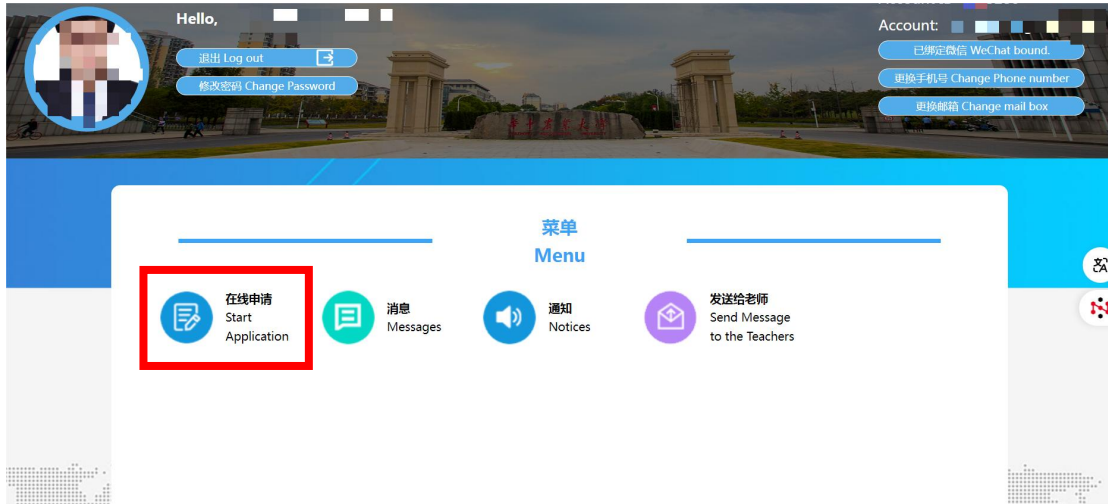 Hello,
退出 Log out
修改密码 Change Password
Account:
已绑定微信 WeChat bound.
更换手机号 Change Phone number
更换邮箱 Change mail box
菜单
Menu
在线申请
Start
Application
消息
Messages
通知
Notices
发送给老师
Send Message
to the Teachers